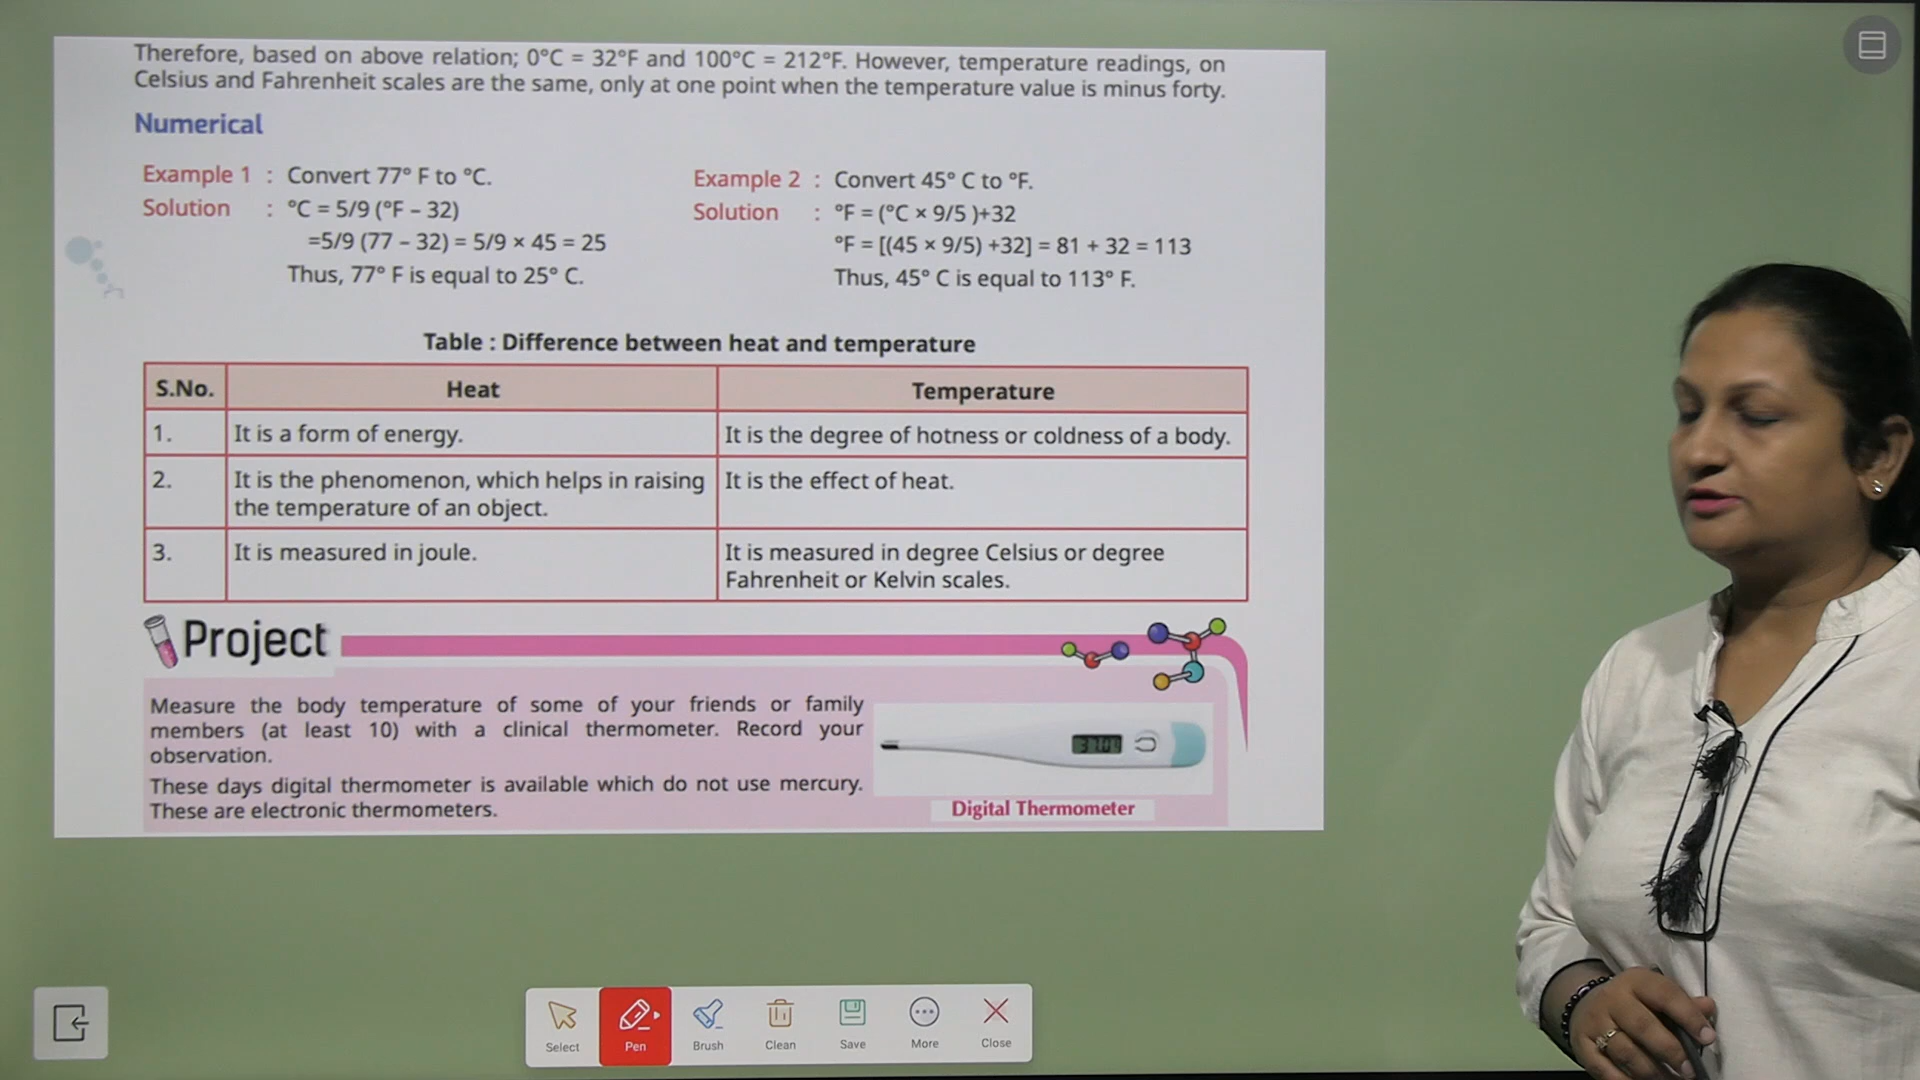 Therefore, based on above relation; 0°C = 32°F and 100°C = 212°F. However, temperature readings, on
Celsius and Fahrenheit scales are the same, only at one point when the temperature value is minus forty.
Numerical
Example 1 : Convert 77° F to °C.
Solution : °C = 5/9 (°F – 32)
=5/9 (77 – 32) = 5/9 × 45 = 25
Thus, 77° F is equal to 25° C.
Example 2 : Convert 45° C to °F.
Solution : °F = (°C × 9/5 )+32
°F = [(45 × 9/5) +32] = 81 + 32 = 113
Thus, 45° C is equal to 113° F.
Table : Difference between heat and temperature
S.No. Heat Temperature
1. It is a form of energy. It is the degree of hotness or coldness of a body.
2. It is the phenomenon, which helps in raising It is the effect of heat.
the temperature of an object.
3. It is measured in joule. It is measured in degree Celsius or degree
Fahrenheit or Kelvin scales.
Project
Measure the body temperature of some of your friends or family
members (at least 10) with a clinical thermometer. Record your
observation.
These days digital thermometer is available which do not use mercury.
These are electronic thermometers.
Digital Thermometer
Select Pen Brush Clean Save More Close